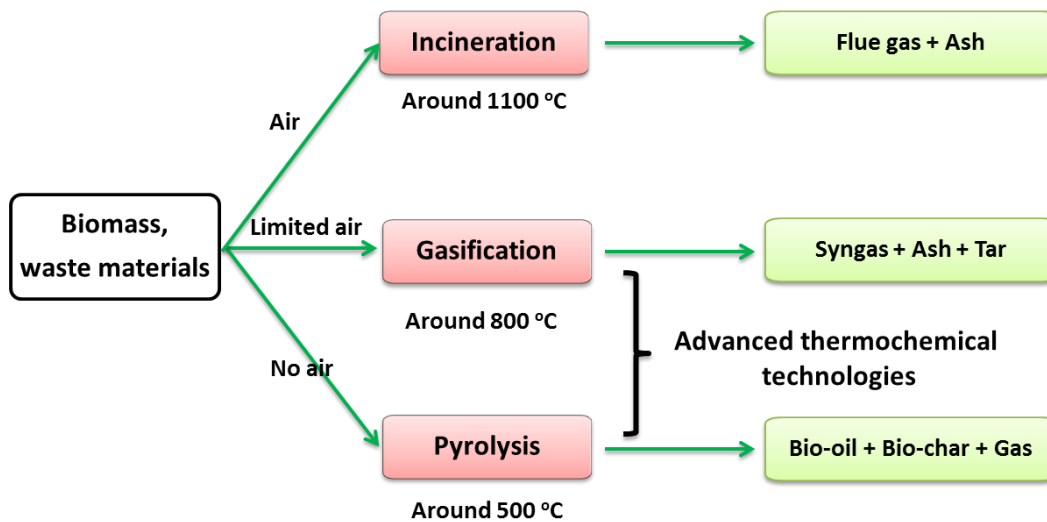 Incineration
Flue gas + Ash
Around 1100 °C
Air
Biomass,
waste materials
Limited air
Gasification
Syngas + Ash + Tar
Around 800 °C
Advanced thermochemical
technologies
No air
Pyrolysis
Bio-oil + Bio-char + Gas
Around 500 °C